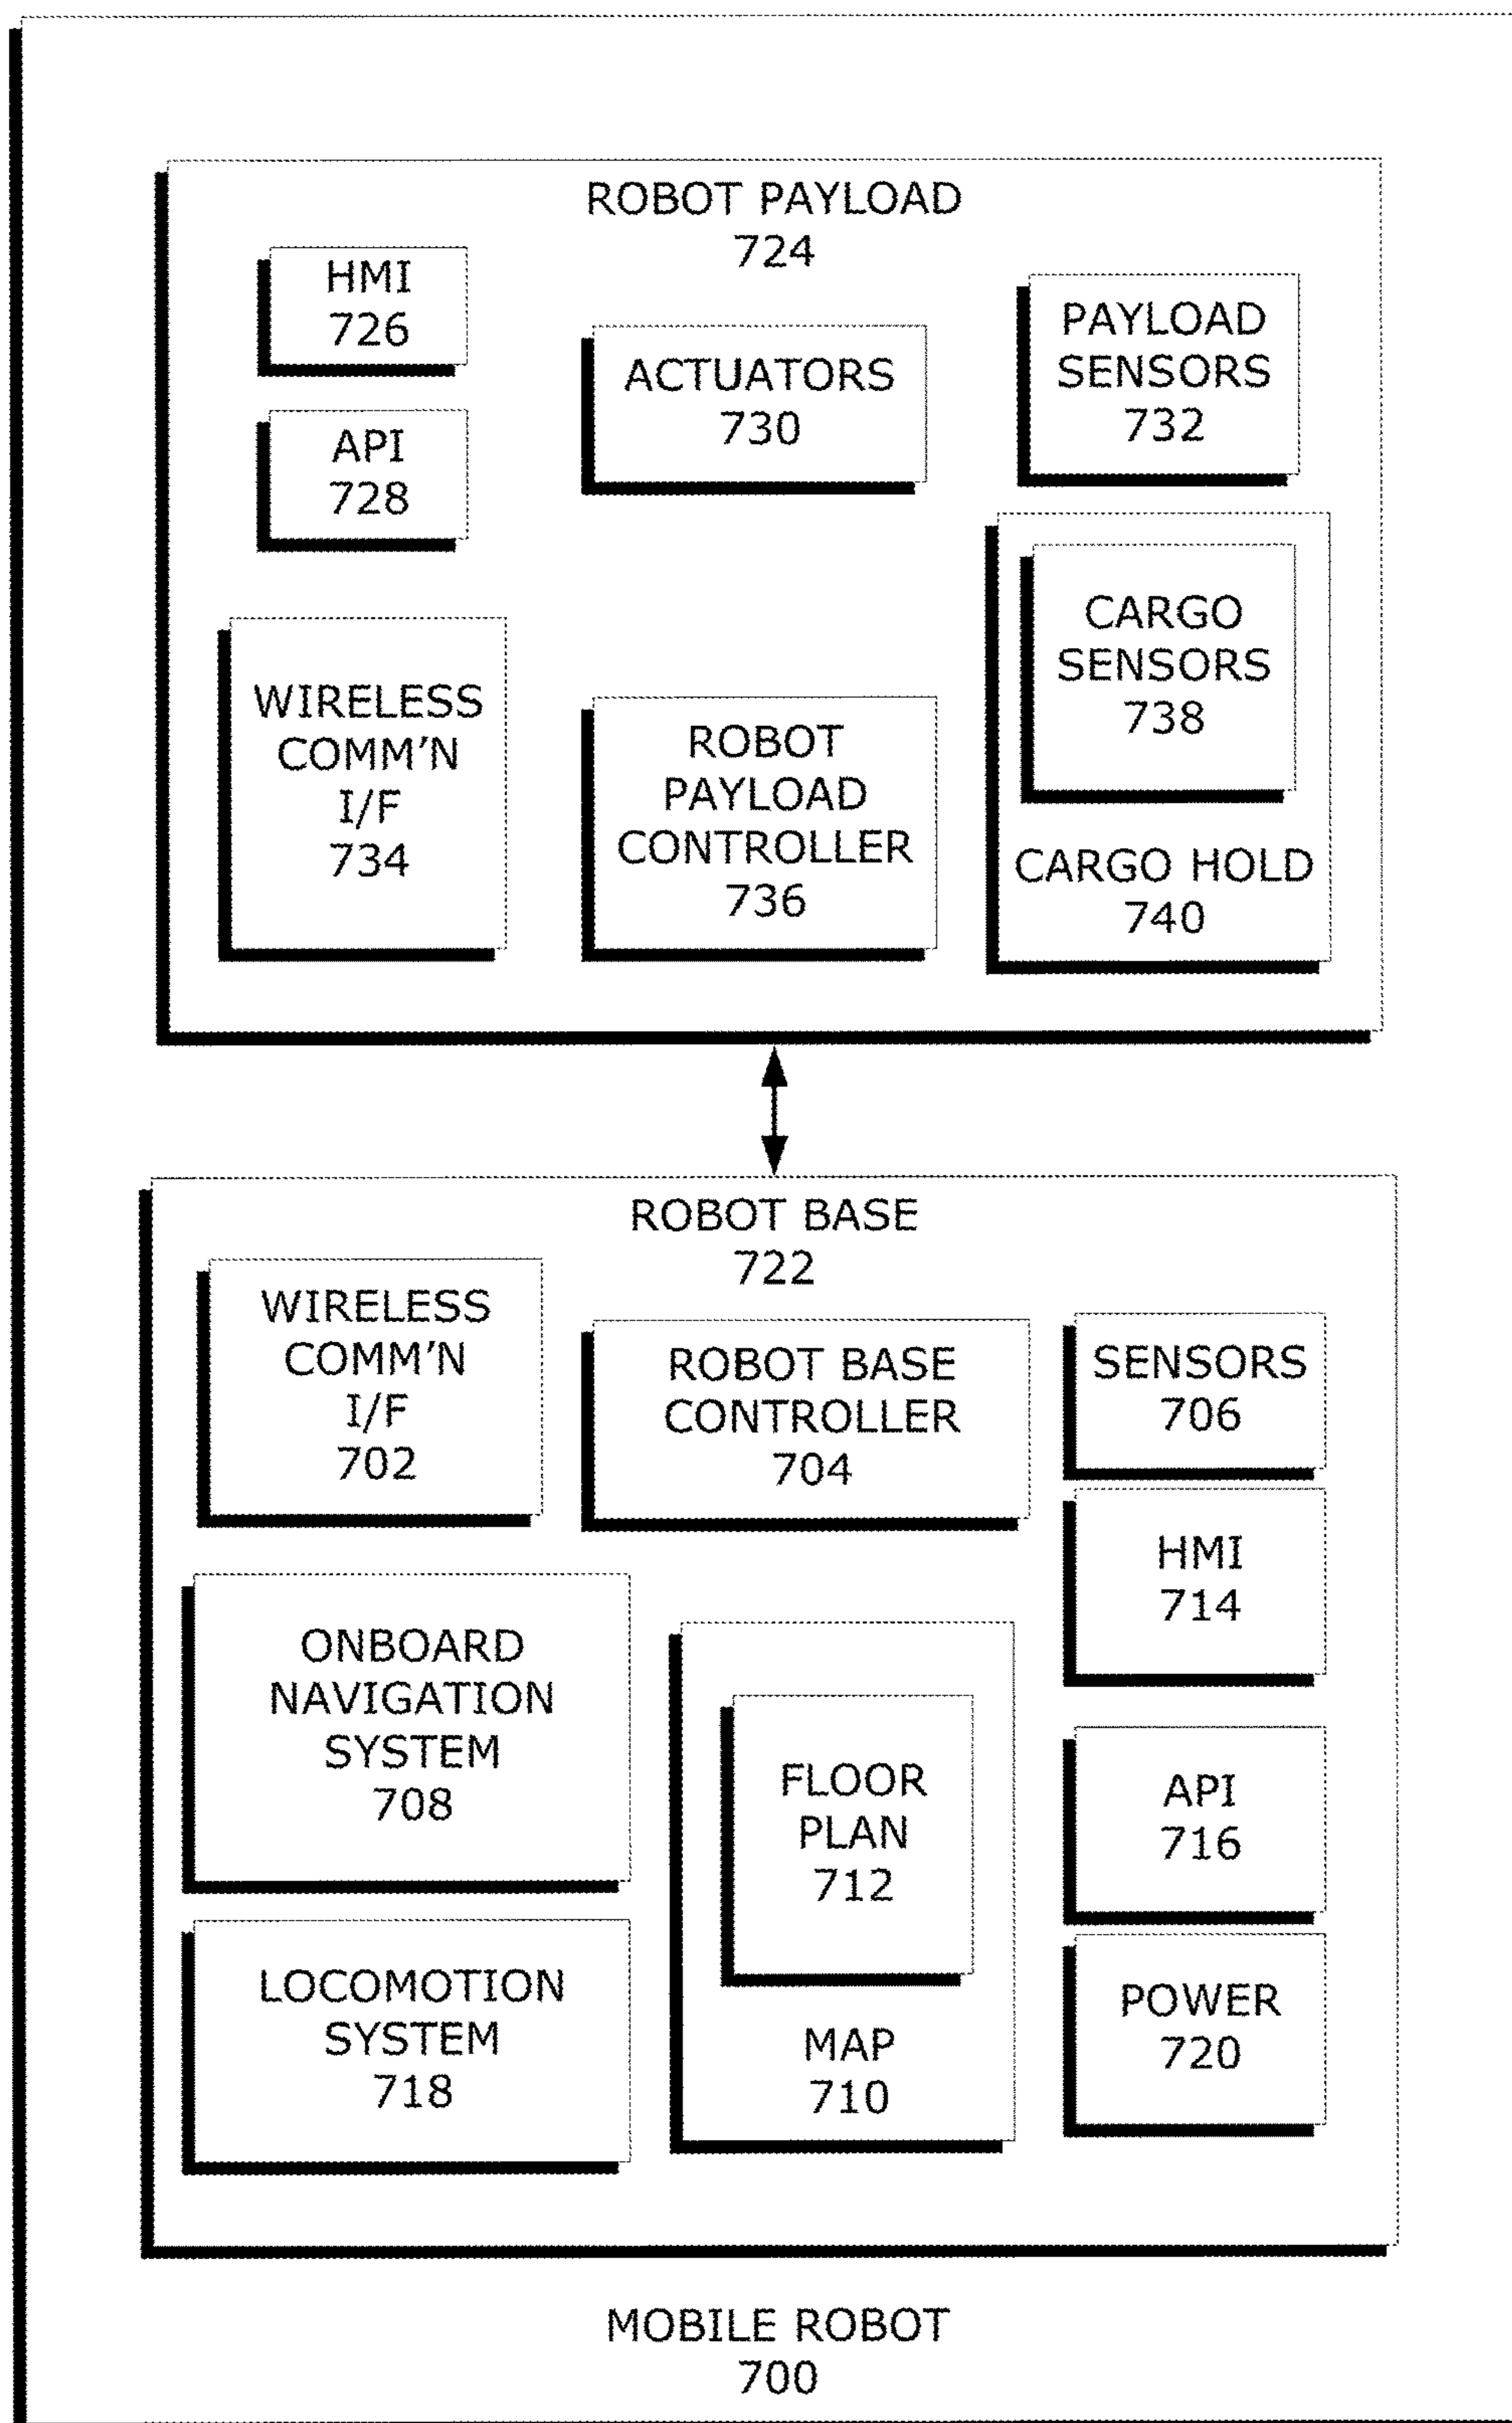 ROBOT PAYLOAD
724
HMI
726
API
728
ACTUATORS
730
PAYLOAD
SENSORS
732
WIRELESS
COMM'N
I/F
734
ROBOT
PAYLOAD
CONTROLLER
736
CARGO
SENSORS
738
CARGO HOLD
740
ROBOT BASE
722
WIRELESS
COMM'N
I/F
702
ROBOT BASE
CONTROLLER
704
SENSORS
706
HMI
714
ONBOARD
NAVIGATION
SYSTEM
708
FLOOR
PLAN
712
MAP
710
API
716
LOCOMOTION
SYSTEM
718
POWER
720
MOBILE ROBOT
700